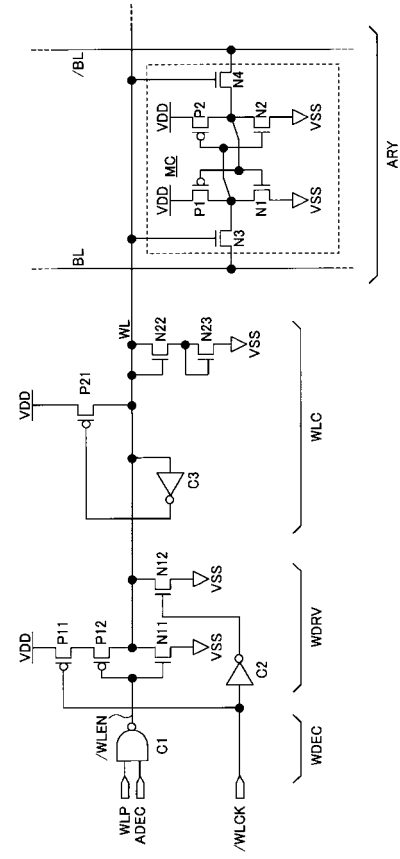 WLP
ADEC
/WLCK
/WLEN
C1
WDEC
VDD
P11
P12
N11
VSS
N12
VSS
C2
WDRV
VDD
P21
C3
WL
N22
N23
VSS
WLC
BL
/BL
MC
VDD
P1
N1
VSS
VDD
P2
N2
VSS
N3
N4
ARY